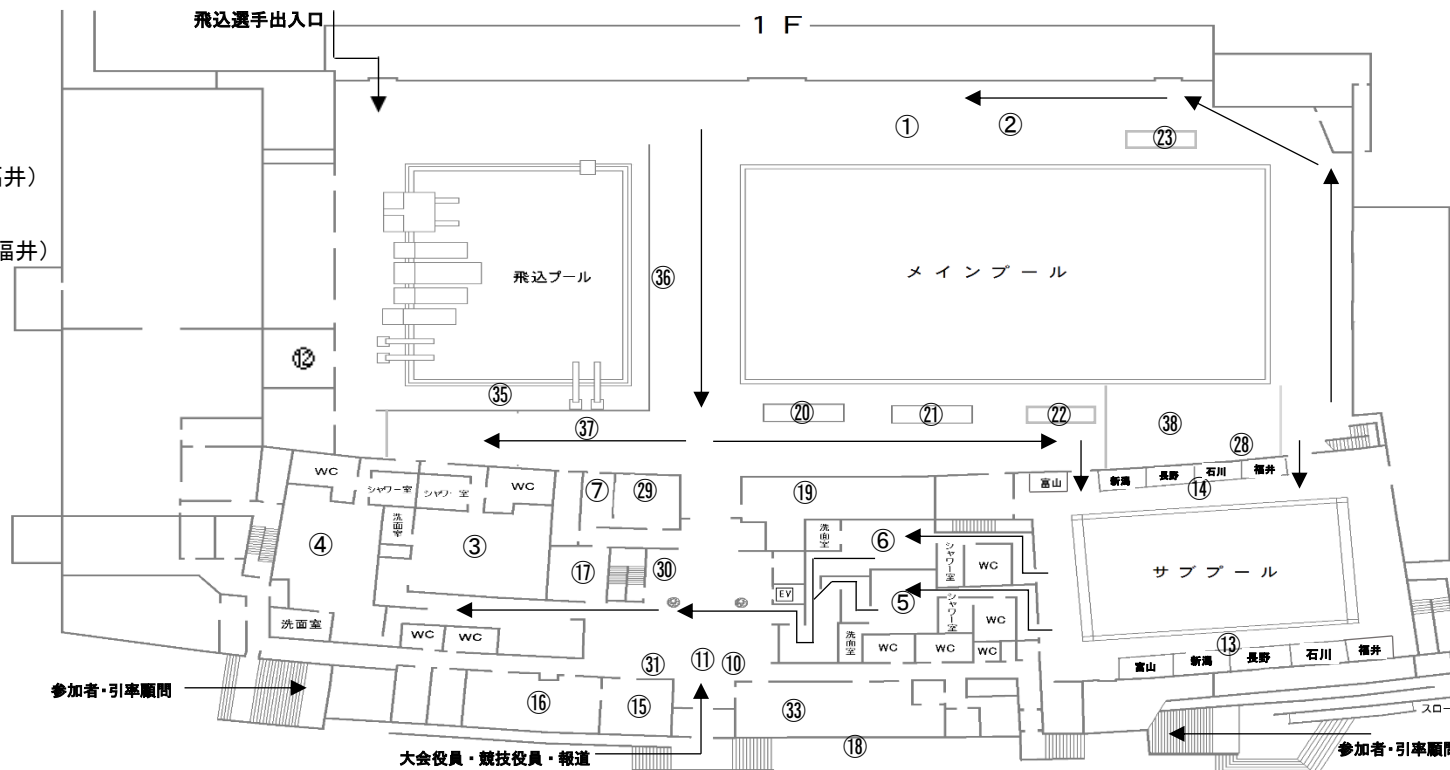 飛込選手出入口
1 F
①
②
㉓
井）
福井）
飛込プール
㊱
メ イ ン プ ー ル
⑫
㉟
⑳
㉑
㉒
㊳
㊲
㉘
WC
シャワー室
シャワー室
WC
⑦
㉙
⑲
富山
新潟
長野
石川
福井
⑭
洗面室
④
③
洗面室
⑥
シャワー室
WC
サ ブ プ ー ル
⑰
㉚
EV
⑤
シャワー室
WC
洗面室
WC
WC
洗面室
WC
WC
WC
⑬
㉛
⑪
⑩
富山
新潟
長野
石川
福井
参加者・引率顧問
⑯
⑮
㉝
スロー
⑱
大会役員・競技役員・報道
参加者・引率顧問